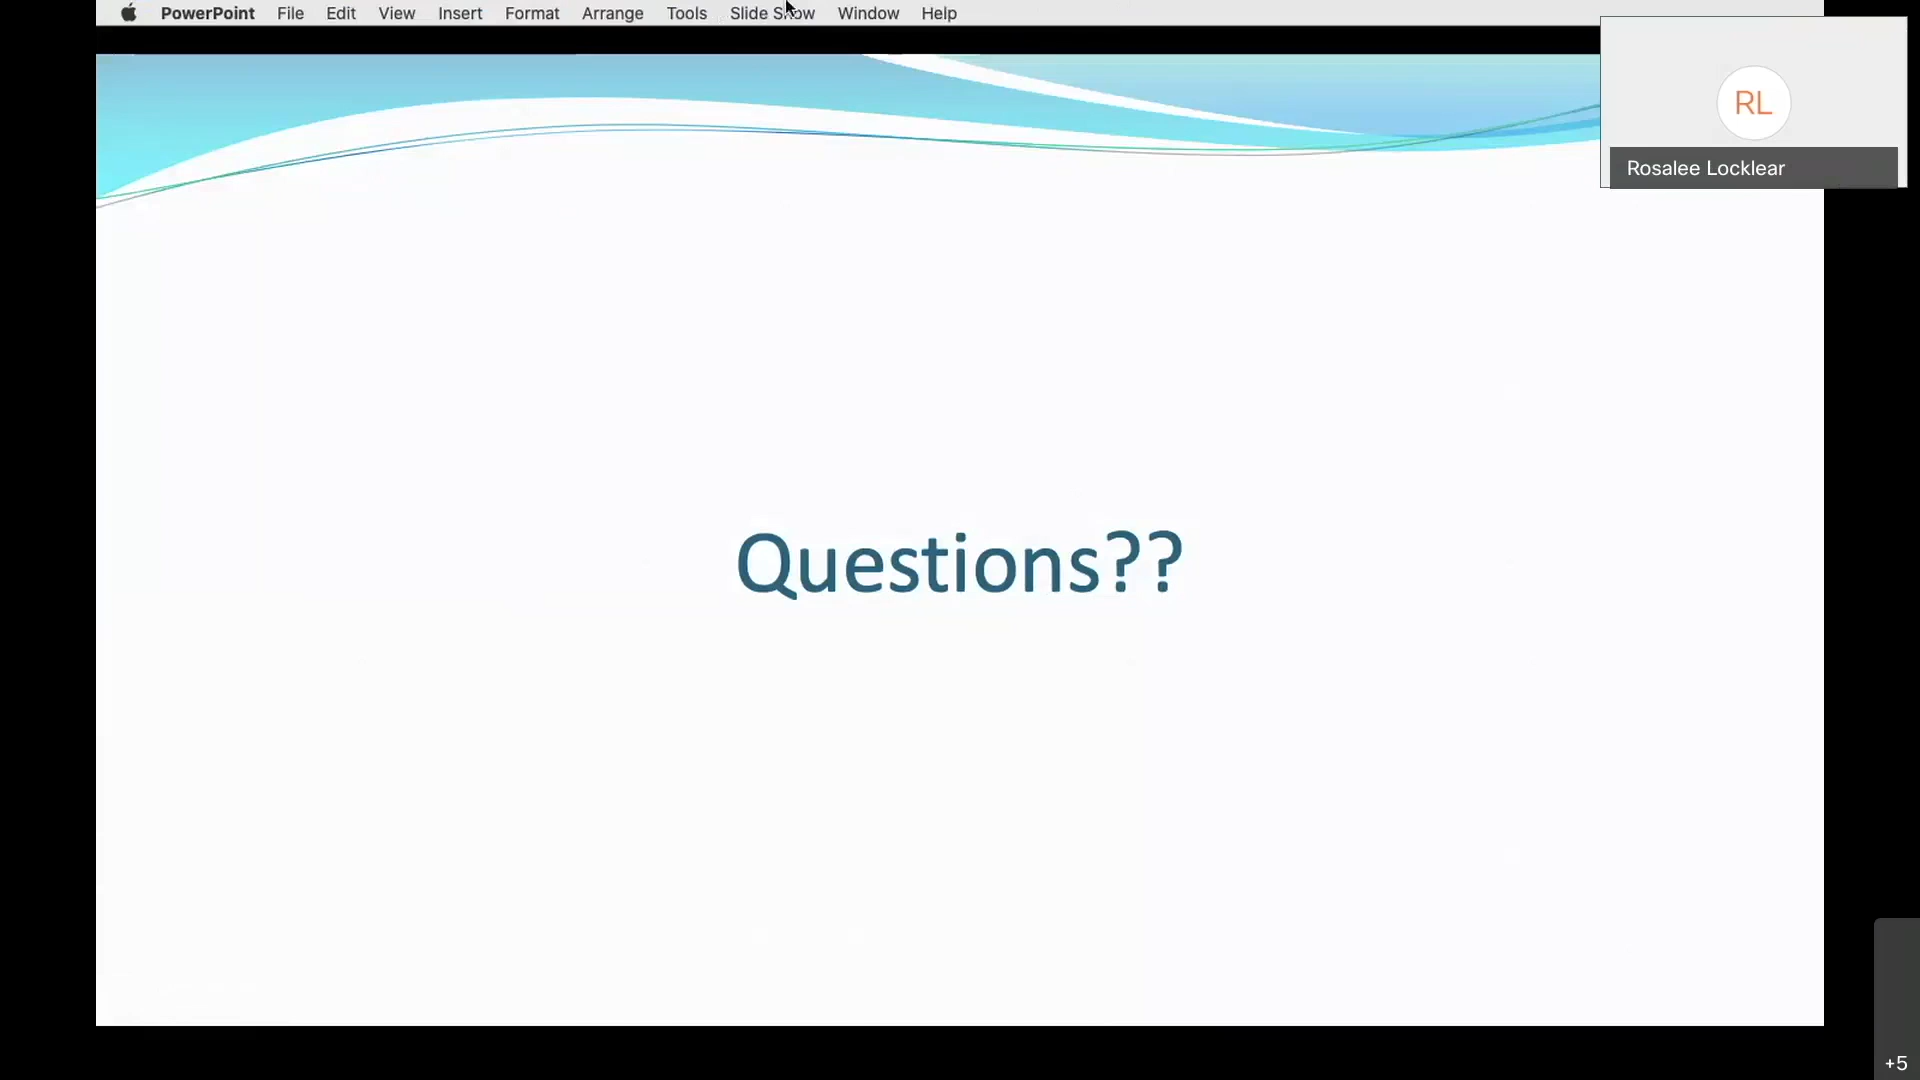 PowerPoint File Edit View Insert Format Arrange Tools Slide Show Window Help
RL
Rosalee Locklear
Questions??
+5